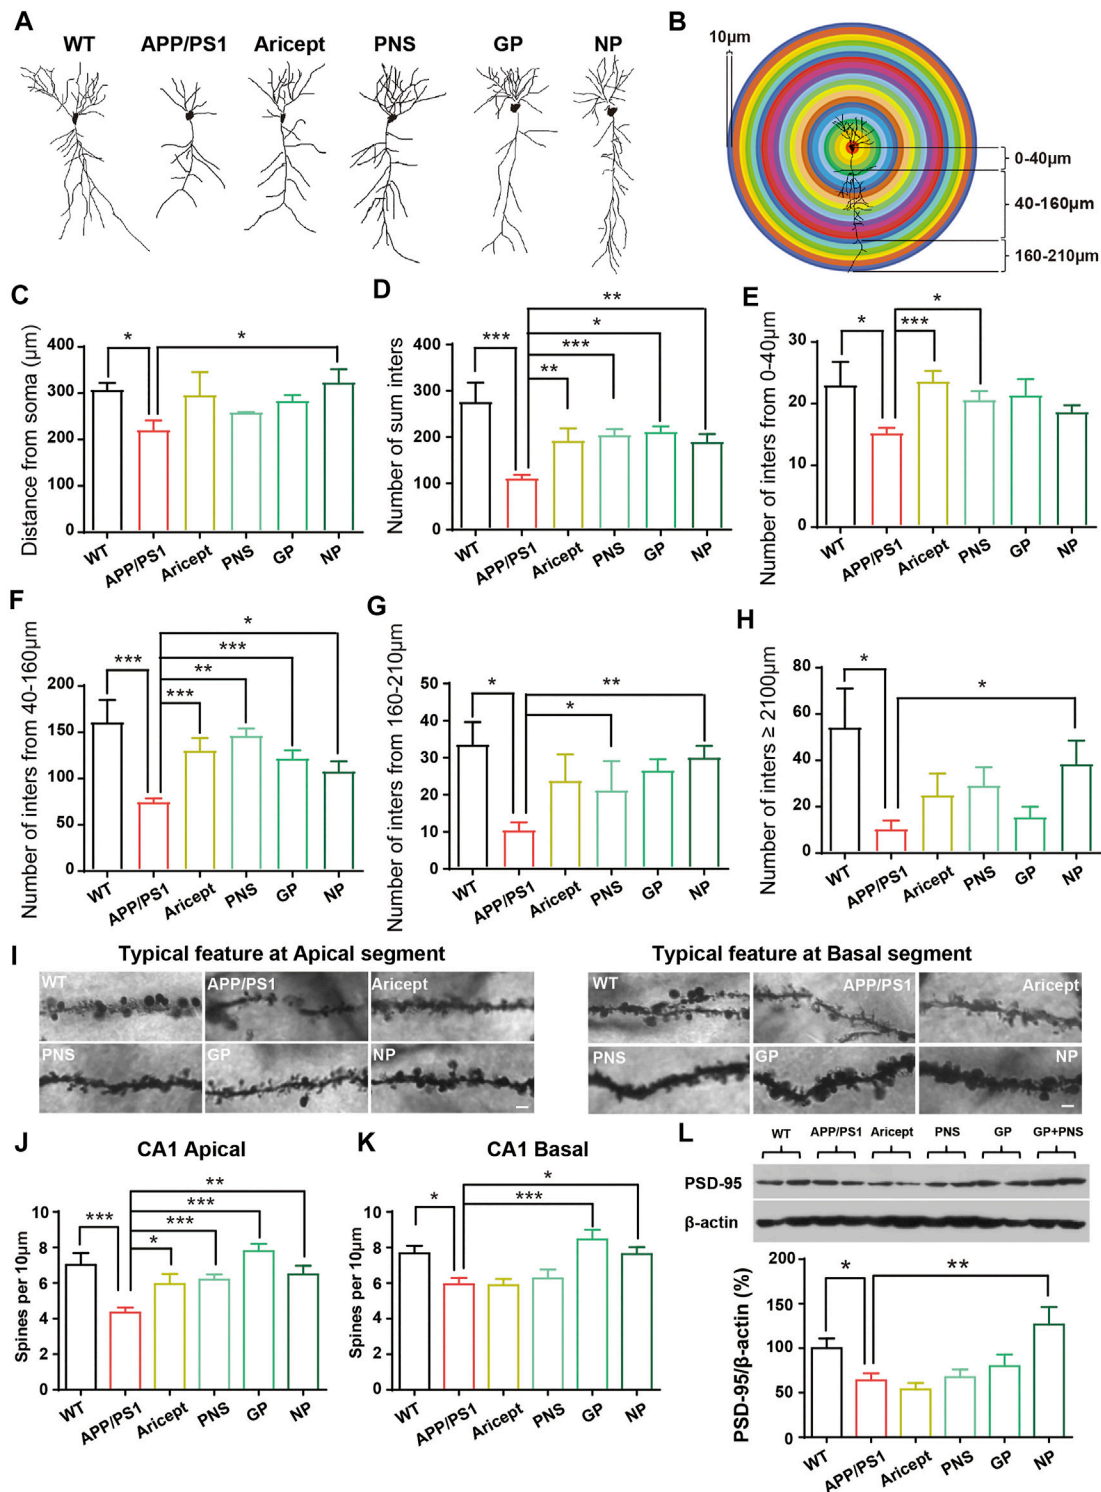 A
WT APP/PS1 Aricept PNS GP NP
B
10µm
0-40µm
40-160µm
160-210µm
C
Distance from soma (µm)
400
300
200
100
0
* *
WT APP/PS1 Aricept PNS GP NP
D
Number of sum inters
400
300
200
100
0
*** ** *** * **
WT APP/PS1 Aricept PNS GP NP
E
Number of inters from 0-40µm
30
20
10
0
* *** *
WT APP/PS1 Aricept PNS GP NP
F
Number of inters from 40-160µm
200
150
100
50
0
*** *** ** *** *
WT APP/PS1 Aricept PNS GP NP
G
Number of inters from 160-210µm
50
40
30
20
10
0
* * **
WT APP/PS1 Aricept PNS GP NP
H
Number of inters ≥ 2100µm
80
60
40
20
0
* *
WT APP/PS1 Aricept PNS GP NP
I
Typical feature at Apical segment
WT APP/PS1 Aricept
PNS GP NP
Typical feature at Basal segment
WT APP/PS1 Aricept
PNS GP NP
J
CA1 Apical
Spines per 10µm
10
8
6
4
2
0
*** * *** *** **
WT APP/PS1 Aricept PNS GP NP
K
CA1 Basal
Spines per 10µm
10
8
6
4
2
0
* *** *
WT APP/PS1 Aricept PNS GP NP
L
WT APP/PS1 Aricept PNS GP GP+PNS
PSD-95
β-actin
PSD-95/β-actin (%)
200
150
100
50
0
* **
WT APP/PS1 Aricept PNS GP NP